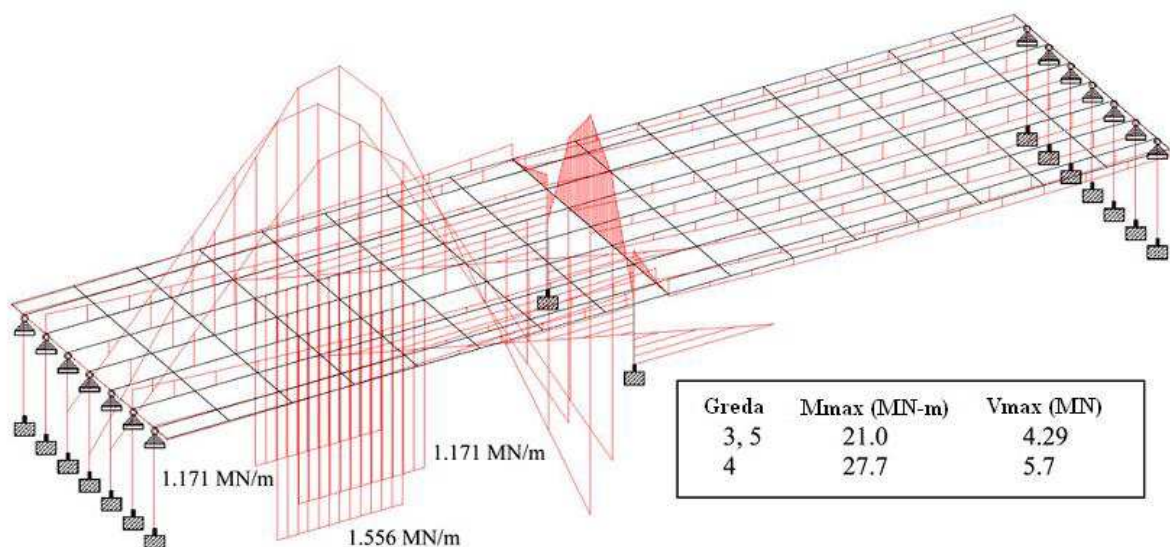 1.171 MN/m
1.171 MN/m
1.556 MN/m
Greda Mmax (MN-m) Vmax (MN)
3, 5 21.0 4.29
4 27.7 5.7